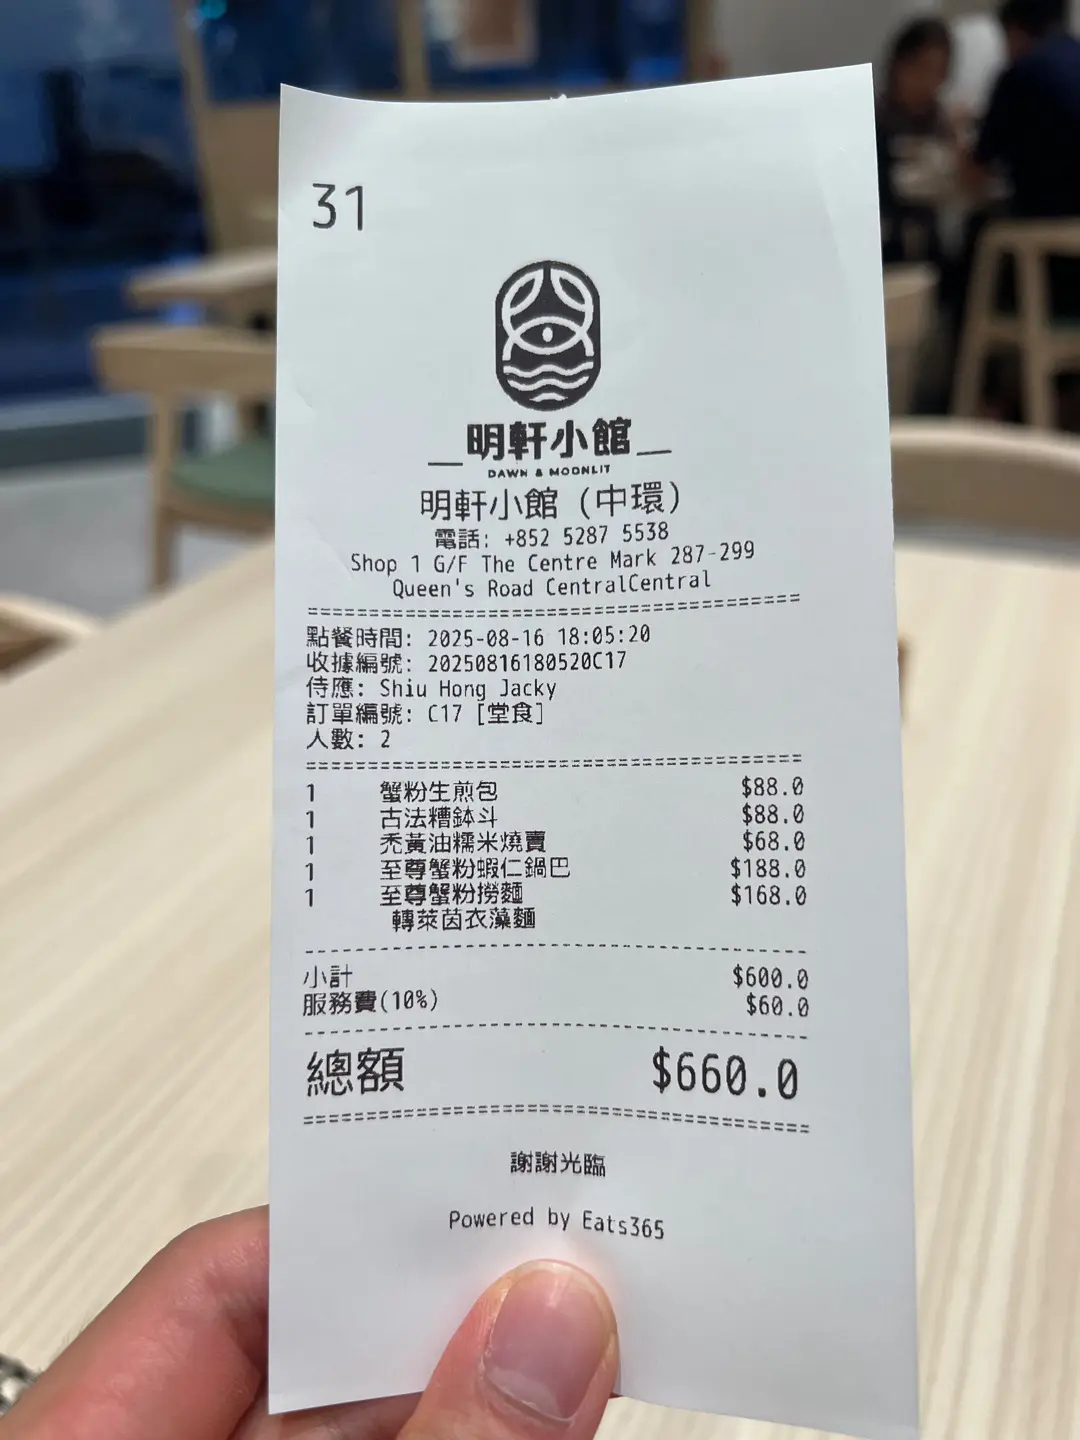 31
明軒小館
DAWN & MOONLIT
明軒小館 (中環)
電話: +852 5287 5538
Shop 1 G/F The Centre Mark 287-299
Queen's Road CentralCentral
點餐時間: 2025-08-16 18:05:20
收據編號: 20250816180520C17
侍應: Shiu Hong Jacky
訂單編號: C17 [堂食]
人數: 2
1 蟹粉生煎包 $88.0
1 古法糟鉢斗 $88.0
1 禿黃油糯米燒賣 $68.0
1 至尊蟹粉蝦仁鍋巴 $188.0
1 至尊蟹粉撈麵 $168.0
轉萊茵衣藻麵
小計 $600.0
服務費(10%) $60.0
總額 $660.0
謝謝光臨
Powered by Eats365